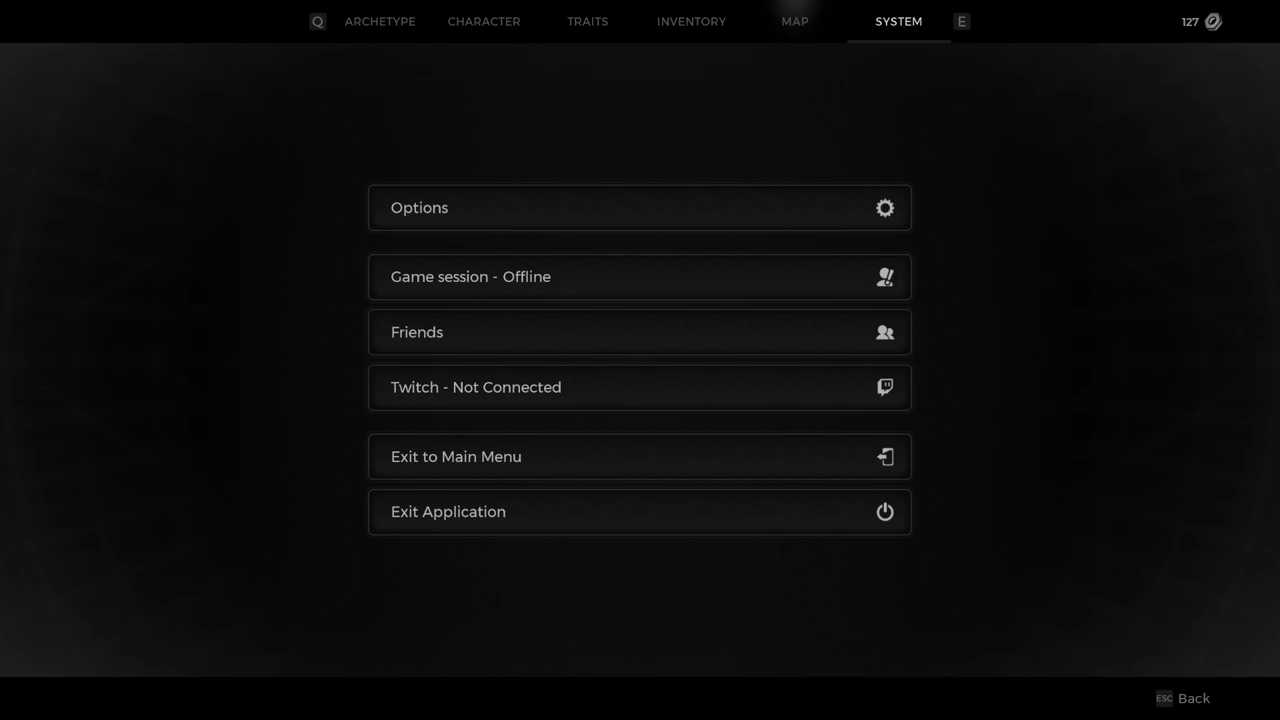 Q ARCHETYPE CHARACTER TRAITS INVENTORY MAP SYSTEM E 127
Options
Game session - Offline
Friends
Twitch - Not Connected
Exit to Main Menu
Exit Application
ESC Back